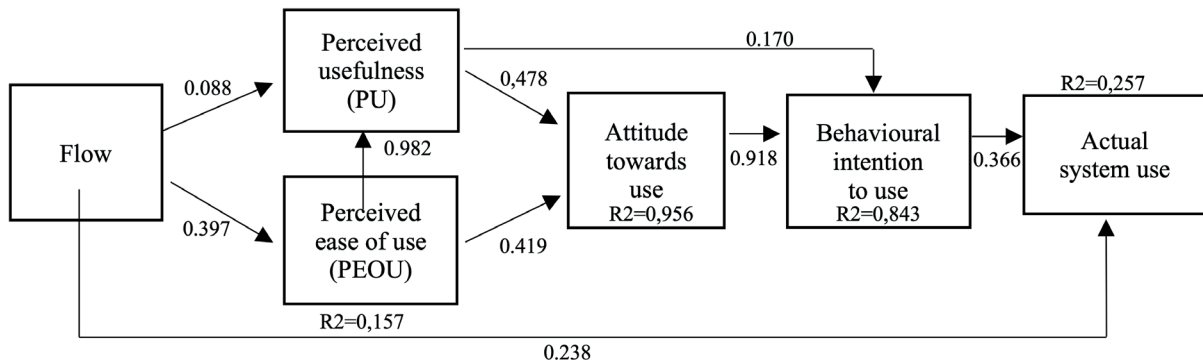 Flow
0.088
0.397
Perceived
usefulness
(PU)
0.982
Perceived
ease of use
(PEOU)
R2=0,157
0,478
0.419
0.170
Attitude
towards
use
R2=0,956
0.918
Behavioural
intention
to use
R2=0,843
0.366
R2=0,257
Actual
system use
0.238